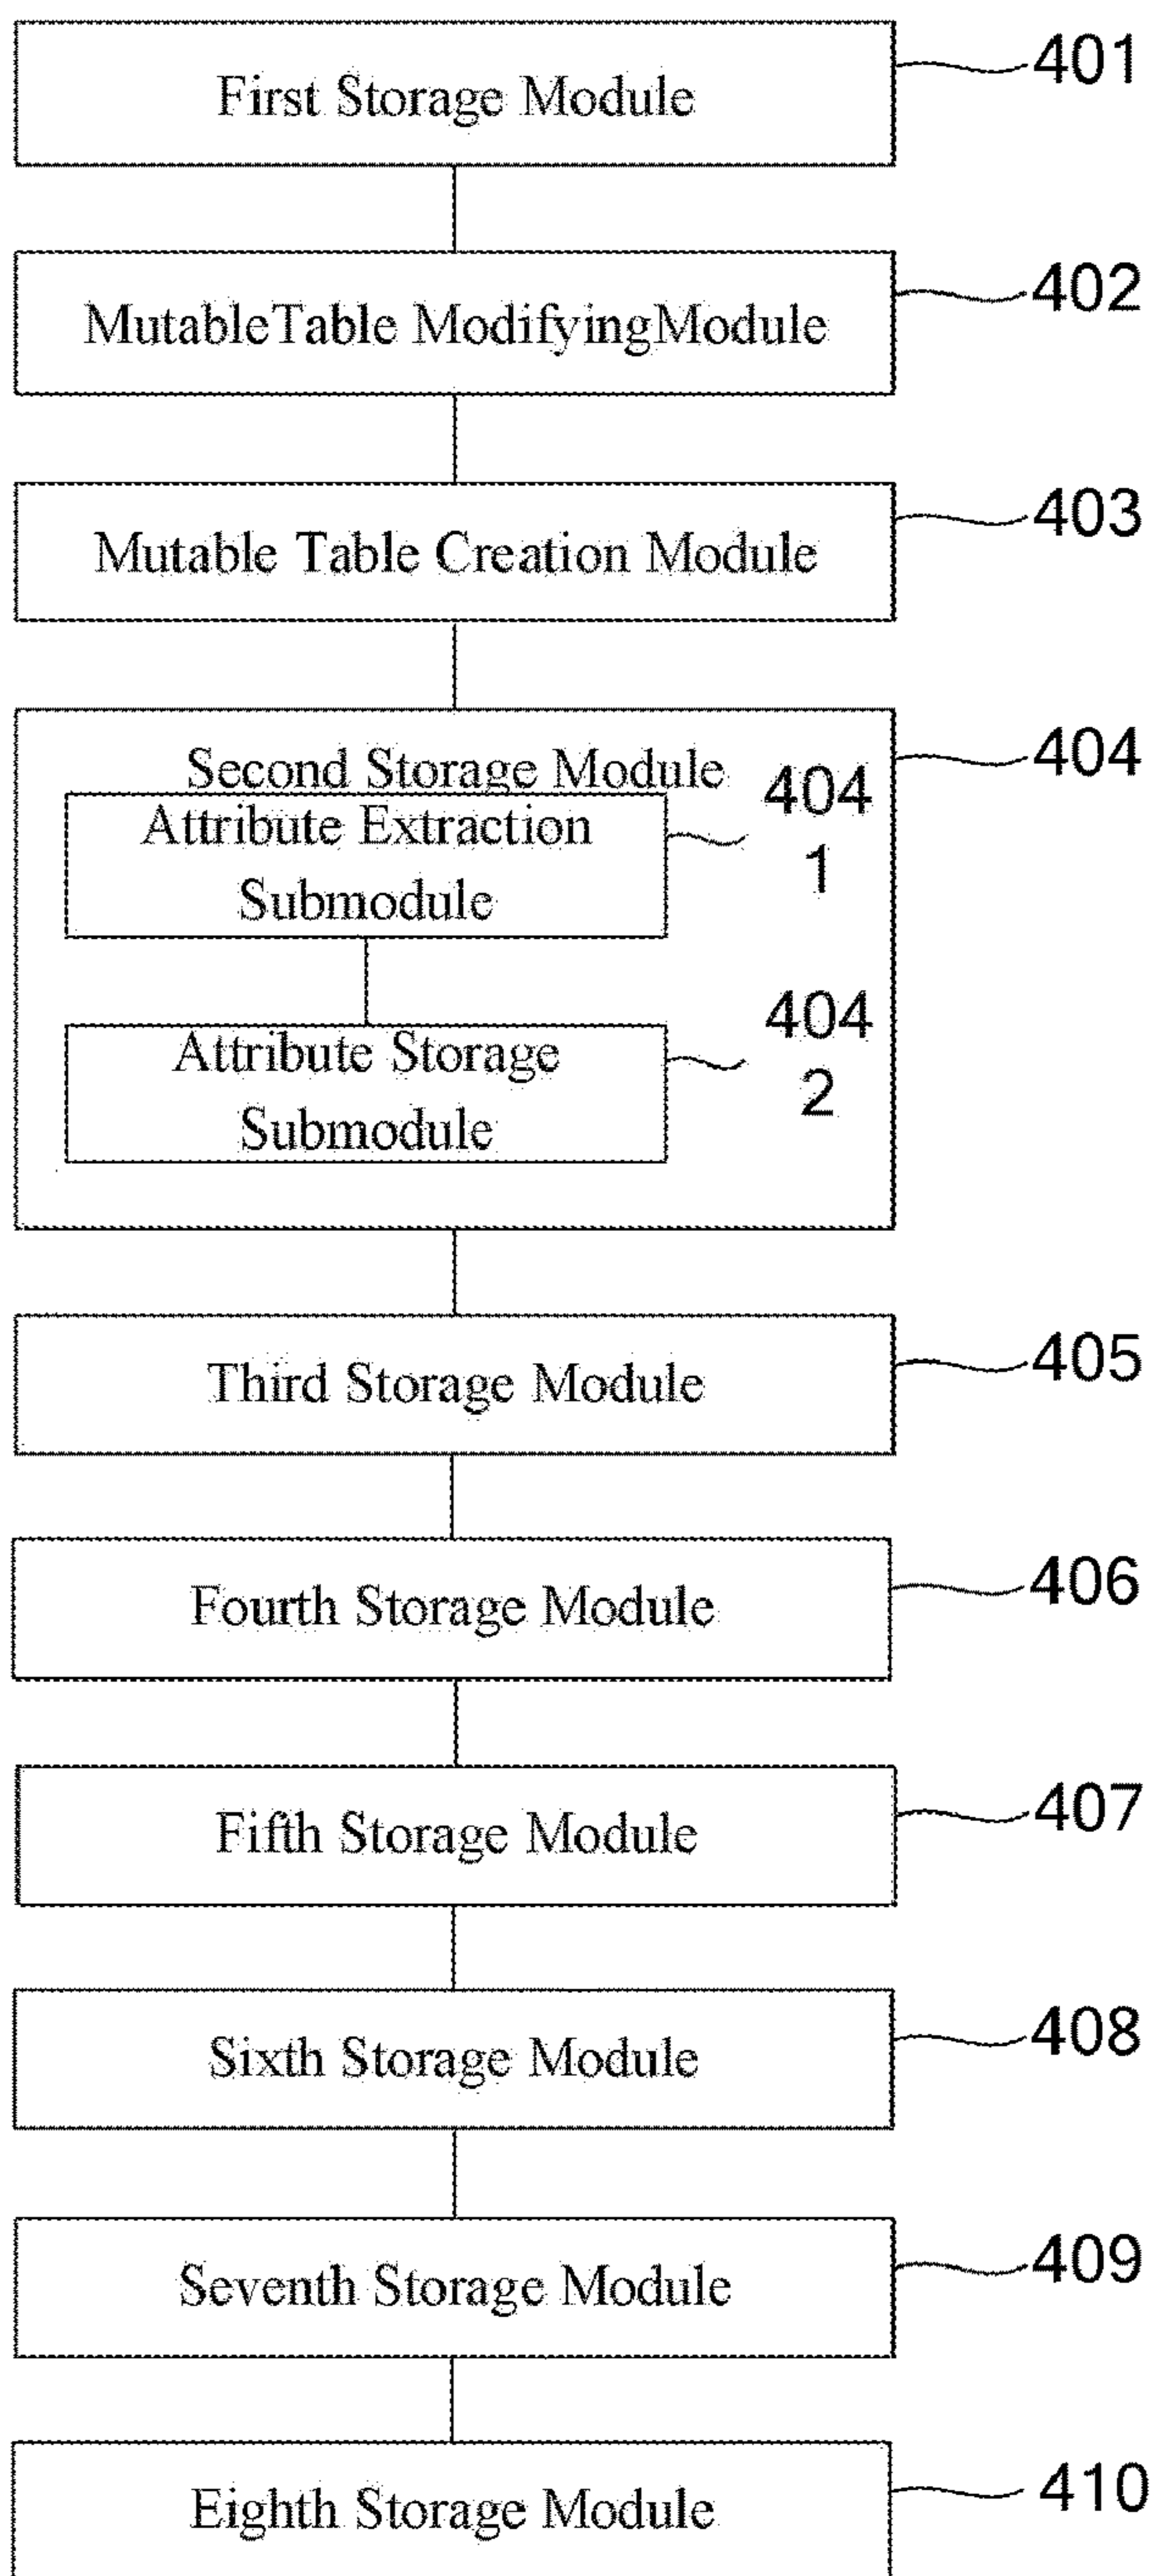 First Storage Module
401
MutableTable ModifyingModule
402
Mutable Table Creation Module
403
Second Storage Module
404
Attribute Extraction
Submodule
404
1
Attribute Storage
Submodule
404
2
Third Storage Module
405
Fourth Storage Module
406
Fifth Storage Module
407
Sixth Storage Module
408
Seventh Storage Module
409
Eighth Storage Module
410